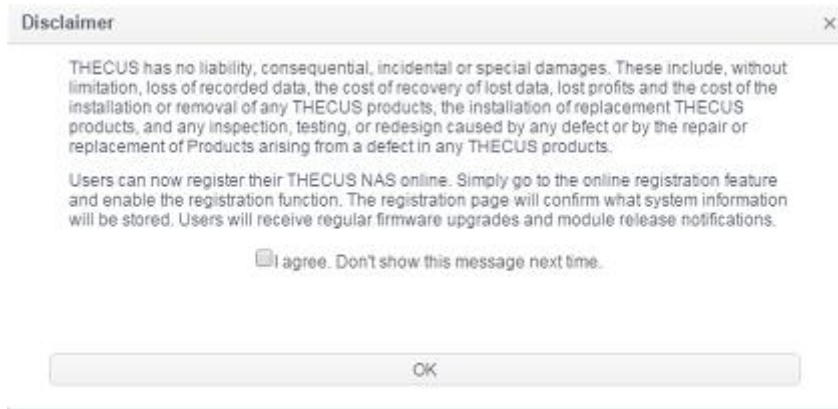 Disclaimer
THECUS has no liability, consequential, incidental or special damages. These include, without
limitation, loss of recorded data, the cost of recovery of lost data, lost profits and the cost of the
installation or removal of any THECUS products, the installation of replacement THECUS
products, and any inspection, testing, or redesign caused by any defect or by the repair or
replacement of Products arising from a defect in any THECUS products.
Users can now register their THECUS NAS online. Simply go to the online registration feature
and enable the registration function. The registration page will confirm what system information
will be stored. Users will receive regular firmware upgrades and module release notifications.
I agree. Don't show this message next time.
OK